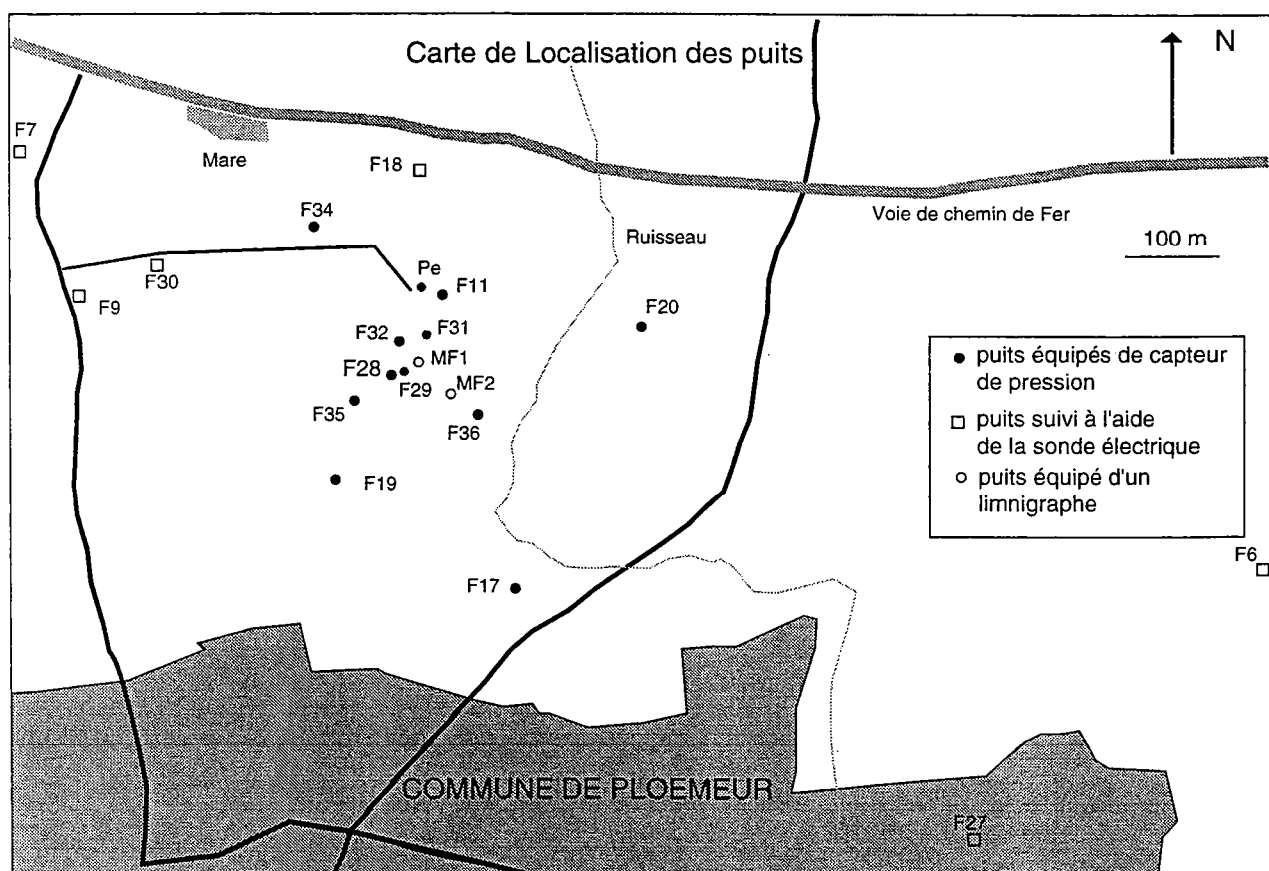 Carte de Localisation des puits
N
F7
Mare
F18
Voie de chemin de Fer
F34
Ruisseau
100 m
F30
Pe
F11
F9
F20
F32
F31
MF1
F28
F29
MF2
F35
F36
puits équipés de capteur
de pression
puits suivi à l'aide
de la sonde électrique
puits équipé d'un
limnigraphe
F19
F6
F17
COMMUNE DE PLOEMEUR
F27